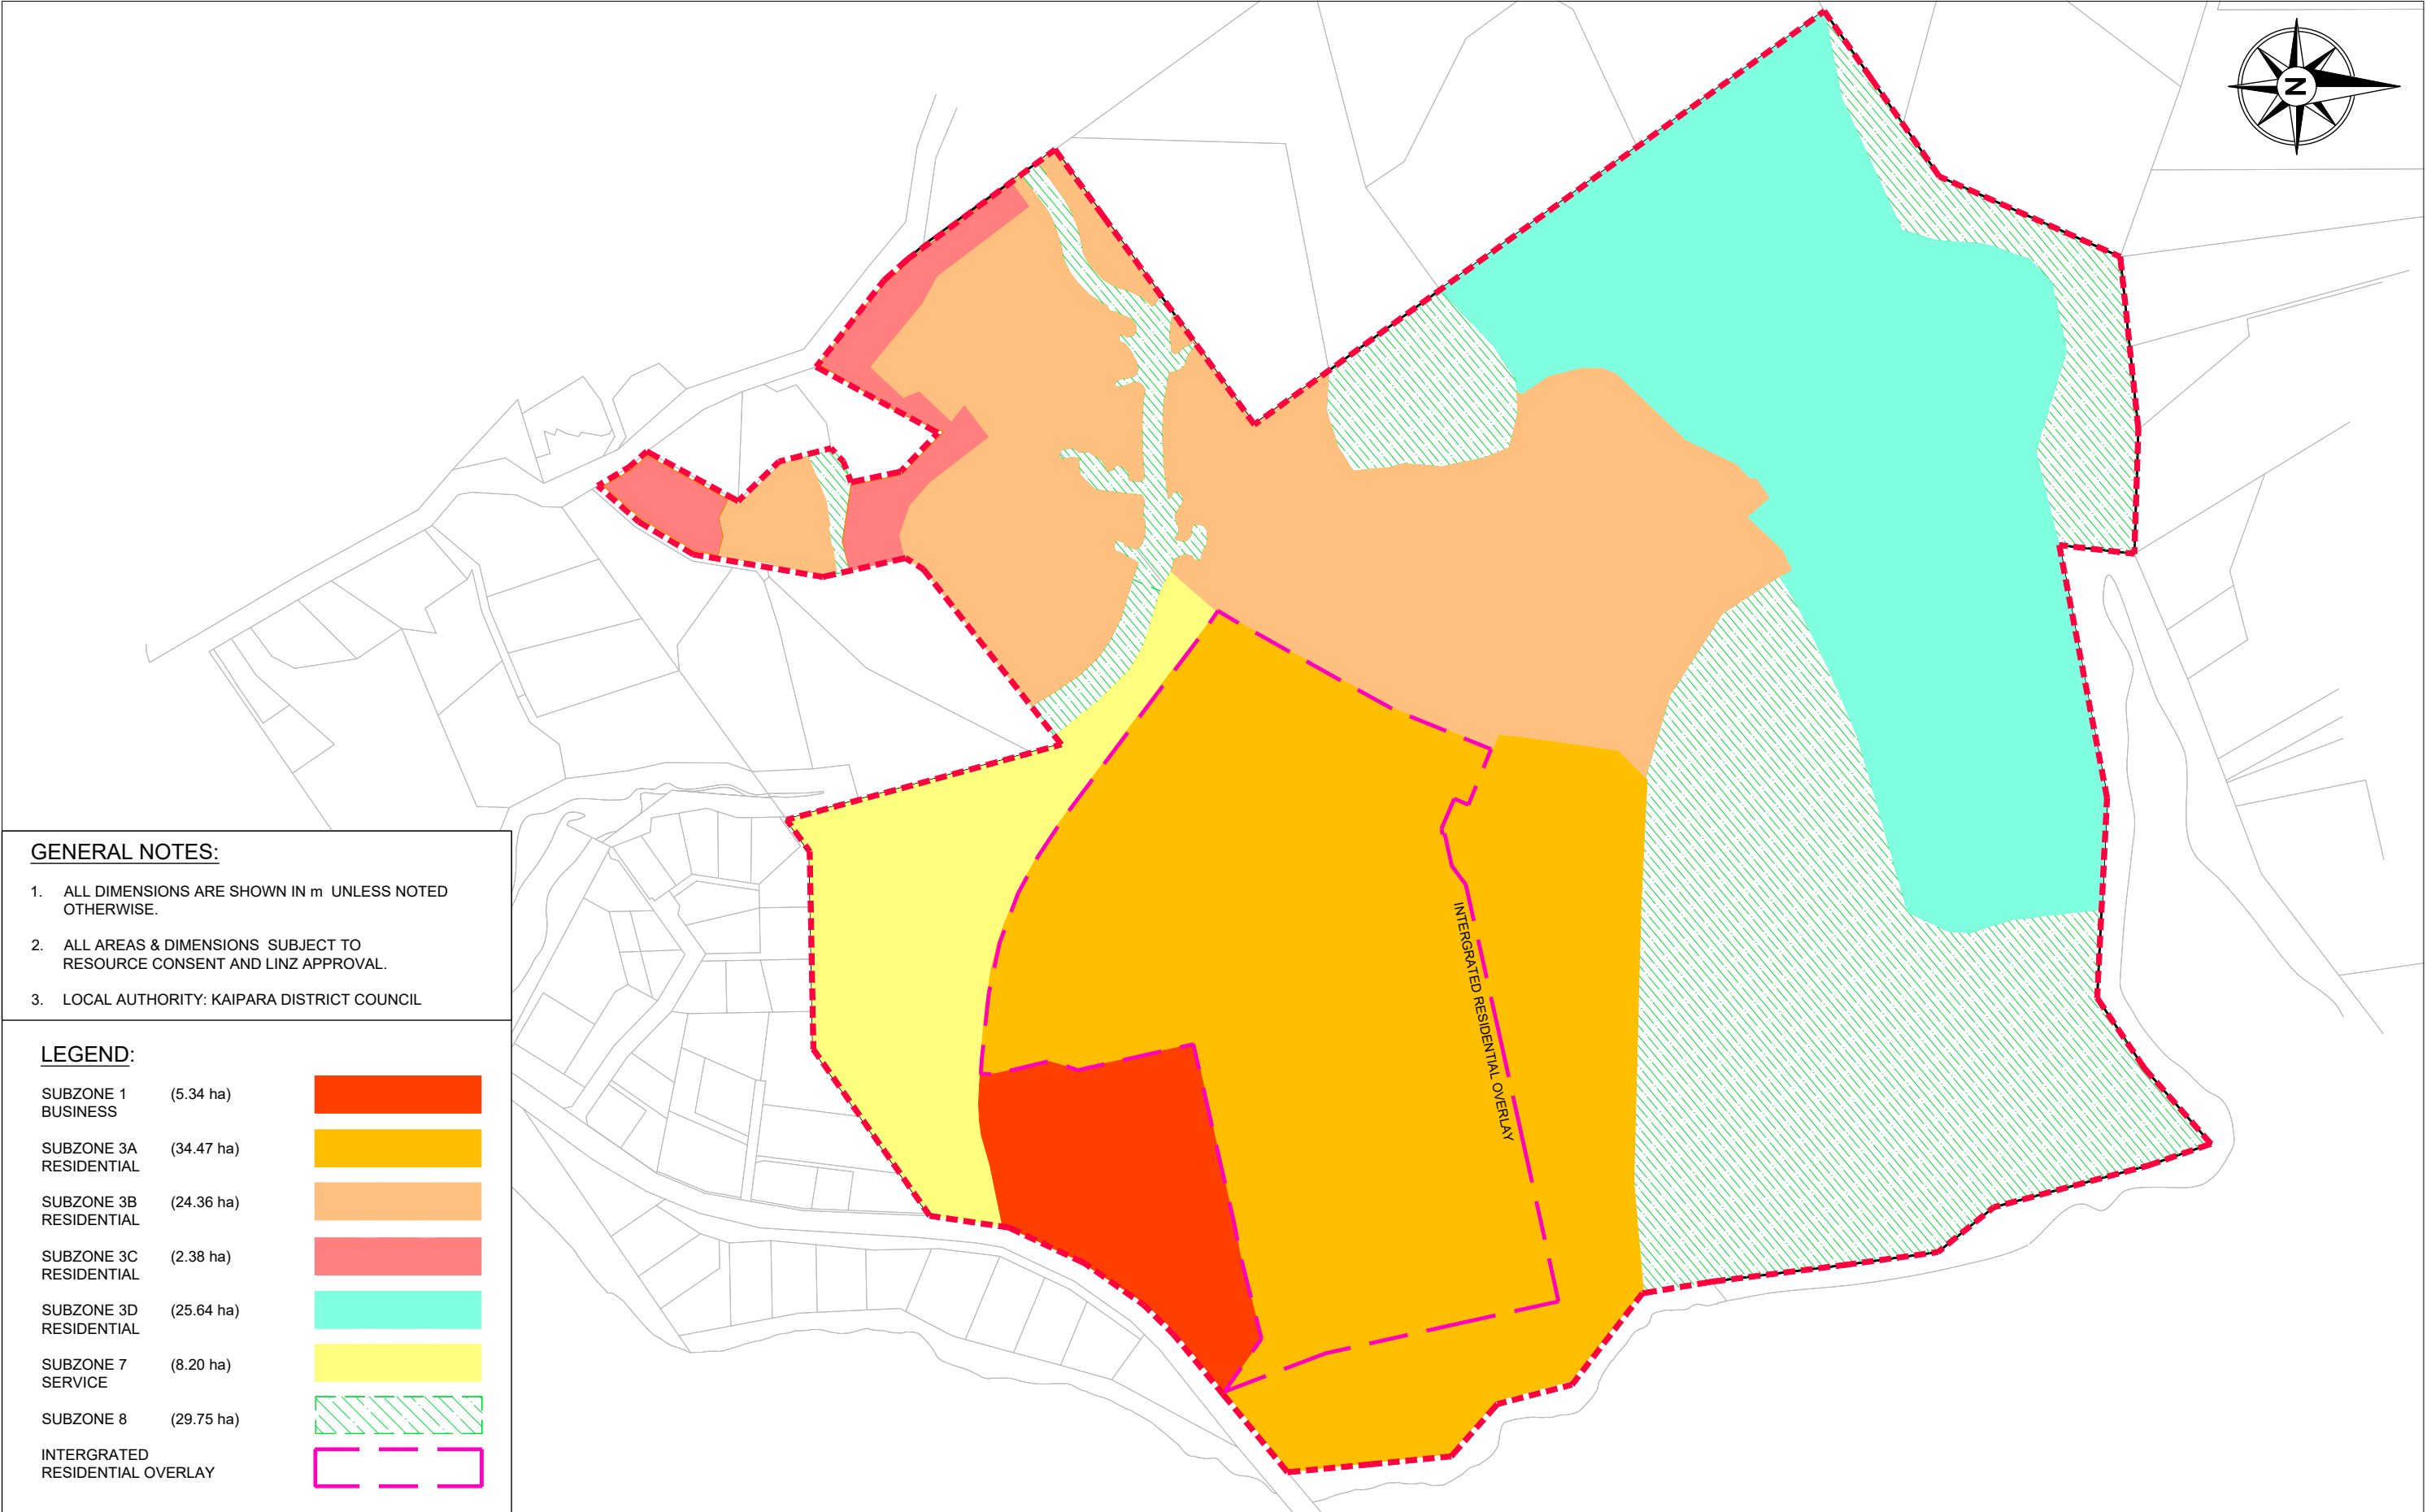 N
INTERGRATED RESIDENTIAL OVERLAY
GENERAL NOTES:
1. ALL DIMENSIONS ARE SHOWN IN m UNLESS NOTED
OTHERWISE.
2. ALL AREAS & DIMENSIONS SUBJECT TO
RESOURCE CONSENT AND LINZ APPROVAL.
3. LOCAL AUTHORITY: KAIPARA DISTRICT COUNCIL
LEGEND:
SUBZONE 1 (5.34 ha)
BUSINESS
SUBZONE 3A (34.47 ha)
RESIDENTIAL
SUBZONE 3B (24.36 ha)
RESIDENTIAL
SUBZONE 3C (2.38 ha)
RESIDENTIAL
SUBZONE 3D (25.64 ha)
RESIDENTIAL
SUBZONE 7 (8.20 ha)
SERVICE
SUBZONE 8 (29.75 ha)
INTERGRATED
RESIDENTIAL OVERLAY